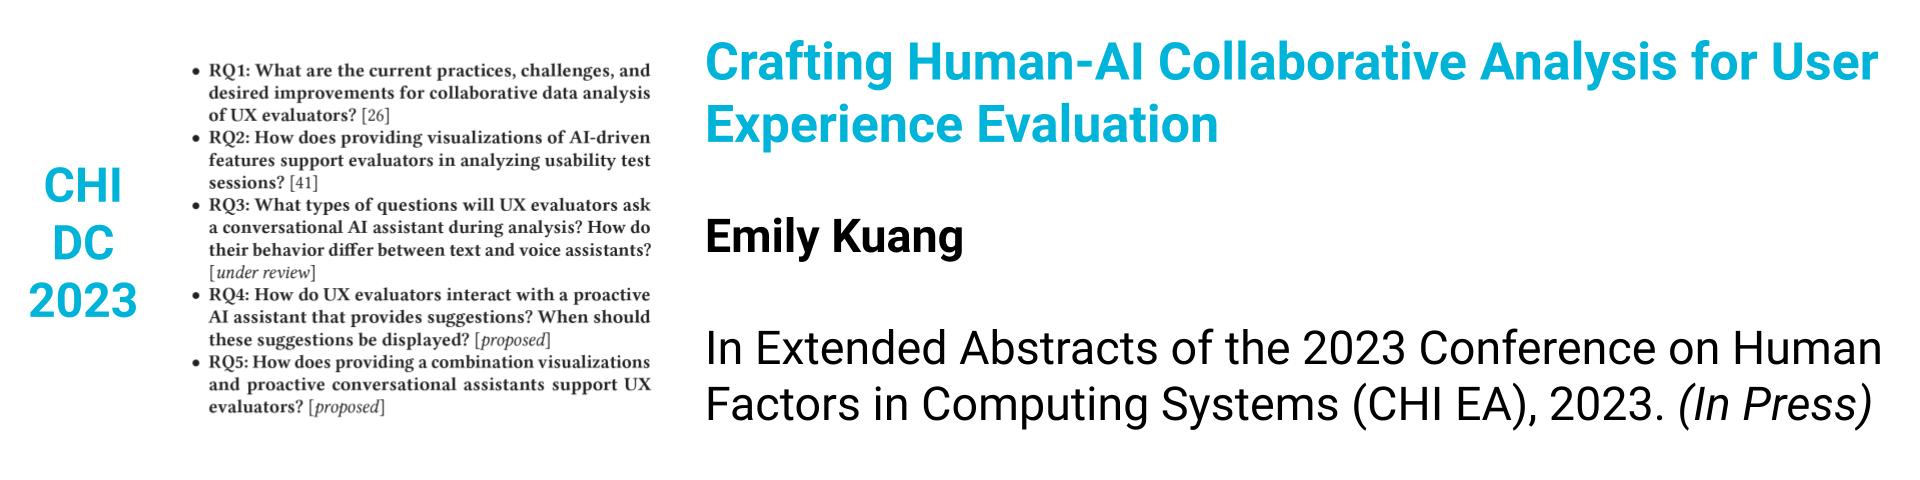 CHI
DC
2023
• RQ1: What are the current practices, challenges, and
desired improvements for collaborative data analysis
of UX evaluators? [26]
• RQ2: How does providing visualizations of AI-driven
features support evaluators in analyzing usability test
sessions? [41]
• RQ3: What types of questions will UX evaluators ask
a conversational AI assistant during analysis? How do
their behavior differ between text and voice assistants?
[under review]
• RQ4: How do UX evaluators interact with a proactive
AI assistant that provides suggestions? When should
these suggestions be displayed? [proposed]
• RQ5: How does providing a combination visualizations
and proactive conversational assistants support UX
evaluators? [proposed]
Crafting Human-AI Collaborative Analysis for User
Experience Evaluation
Emily Kuang
In Extended Abstracts of the 2023 Conference on Human
Factors in Computing Systems (CHI EA), 2023. (In Press)